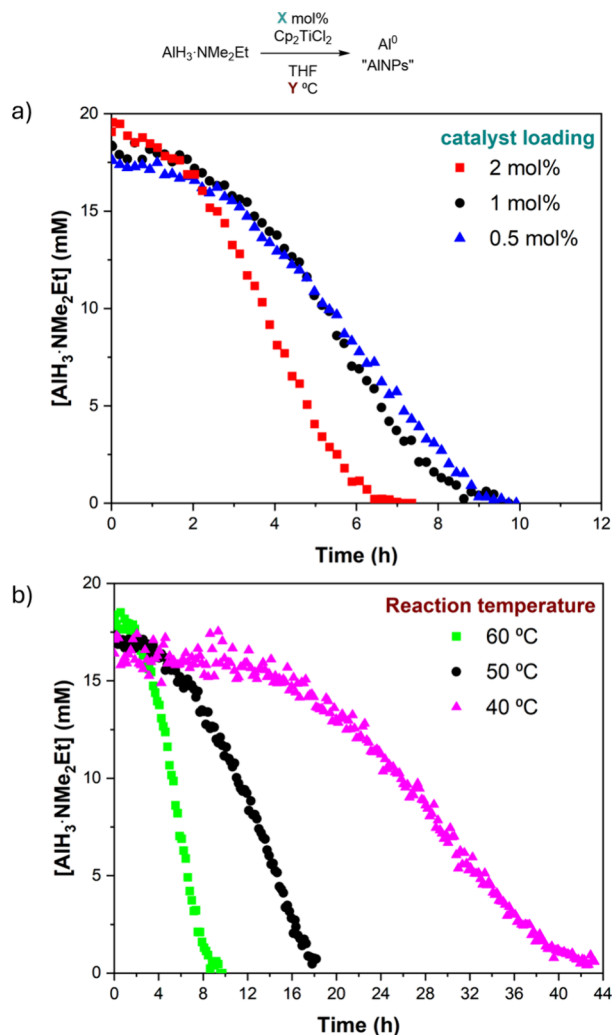 X mol%
Cp₂TiCl₂
AlH₃·NMe₂Et
Al⁰
"AlNPs"
THF
Y ºC
a)
20
15
10
5
0
[AlH₃·NMe₂Et] (mM)
catalyst loading
2 mol%
1 mol%
0.5 mol%
0 2 4 6 8 10 12
Time (h)
b)
20
15
10
5
0
[AlH₃·NMe₂Et] (mM)
Reaction temperature
60 ºC
50 ºC
40 ºC
0 4 8 12 16 20 24 28 32 36 40 44
Time (h)